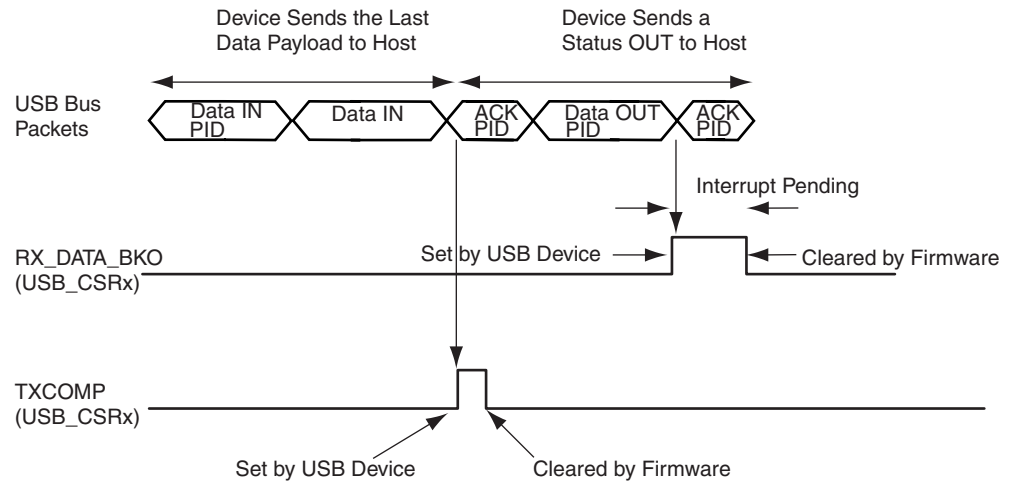 Device Sends the Last
Data Payload to Host
Device Sends a
Status OUT to Host
USB Bus
Packets
Data IN
PID
Data IN
ACK
PID
Data OUT
PID
ACK
PID
Interrupt Pending
RX_DATA_BKO
(USB_CSRx)
Set by USB Device
Cleared by Firmware
TXCOMP
(USB_CSRx)
Set by USB Device
Cleared by Firmware